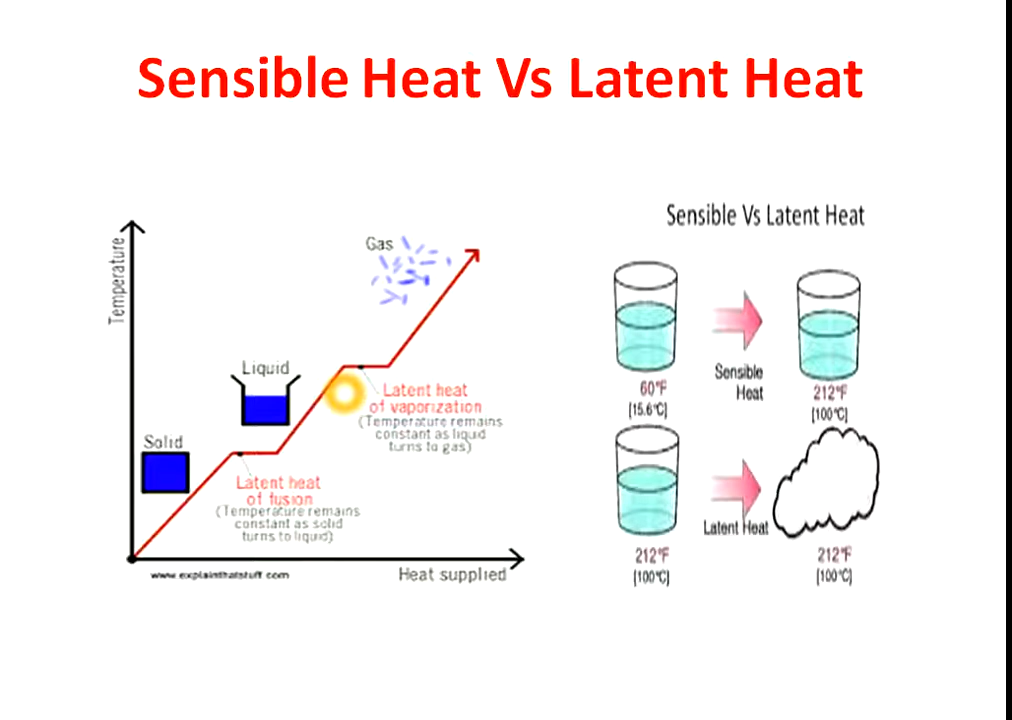 Sensible Heat Vs Latent Heat
Temperature
Gas
Liquid
Latent heat
of vaporization
(Temperature remains
constant as liquid
turns to gas)
Solid
Latent heat
of fusion
(Temperature remains
constant as solid
turns to liquid)
www.explainthatstuff.com
Heat supplied
Sensible Vs Latent Heat
60°F
(15.6°C)
Sensible
Heat
212°F
(100°C)
212°F
(100°C)
Latent Heat
212°F
(100°C)